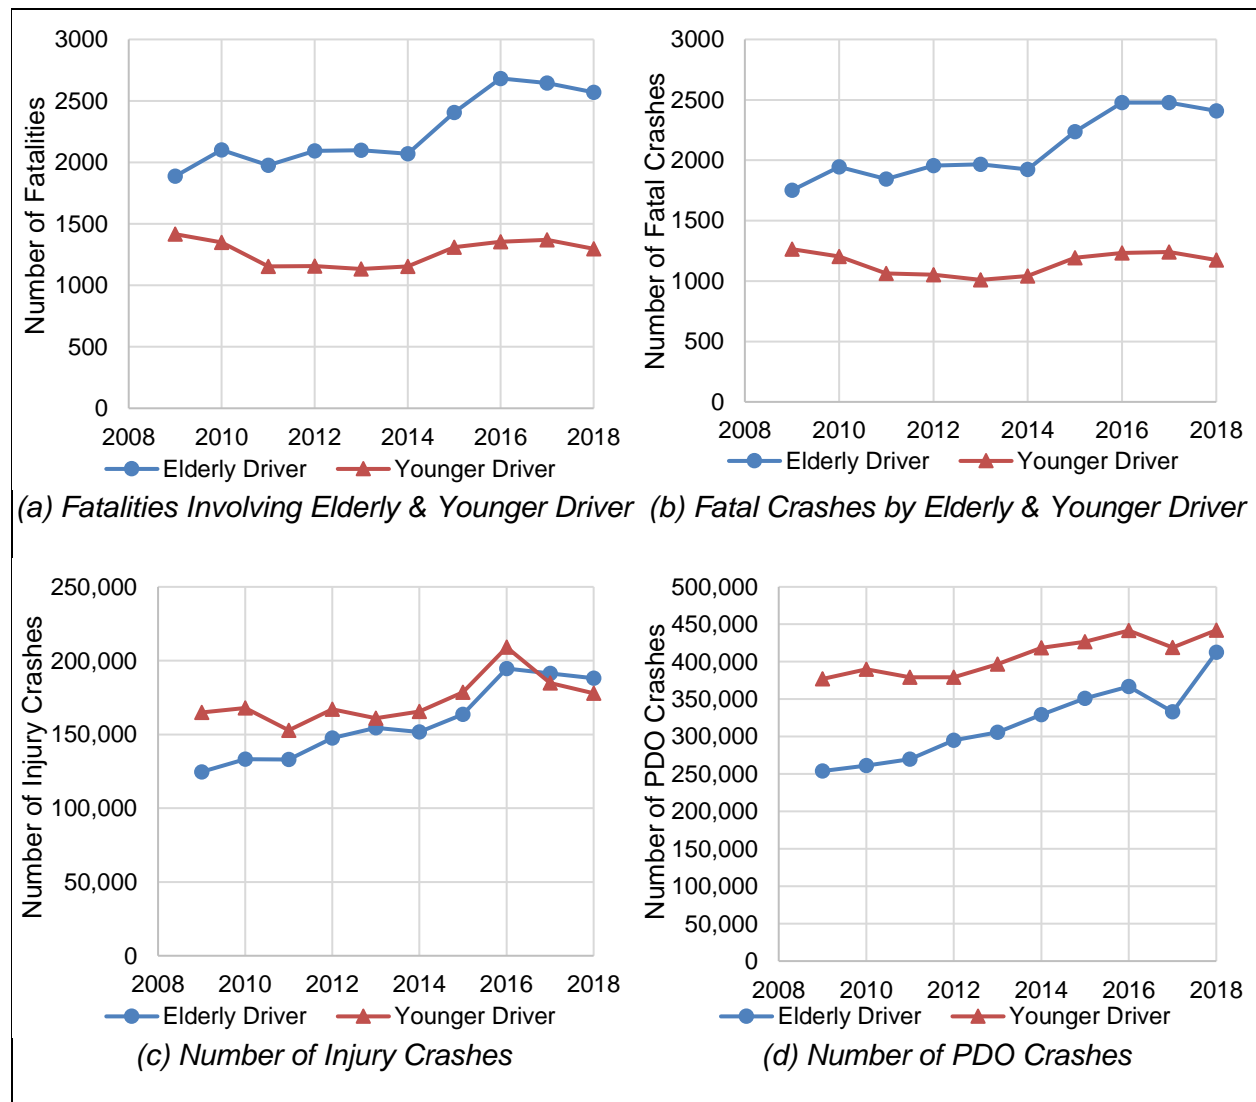 3000
2500
2000
1500
1000
500
0
Number of Fatalities
2008 2010 2012 2014 2016 2018
Elderly Driver Younger Driver
(a) Fatalities Involving Elderly & Younger Driver
3000
2500
2000
1500
1000
500
0
Number of Fatal Crashes
2008 2010 2012 2014 2016 2018
Elderly Driver Younger Driver
(b) Fatal Crashes by Elderly & Younger Driver
250,000
200,000
150,000
100,000
50,000
0
Number of Injury Crashes
2008 2010 2012 2014 2016 2018
Elderly Driver Younger Driver
(c) Number of Injury Crashes
500,000
450,000
400,000
350,000
300,000
250,000
200,000
150,000
100,000
50,000
0
Number of PDO Crashes
2008 2010 2012 2014 2016 2018
Elderly Driver Younger Driver
(d) Number of PDO Crashes